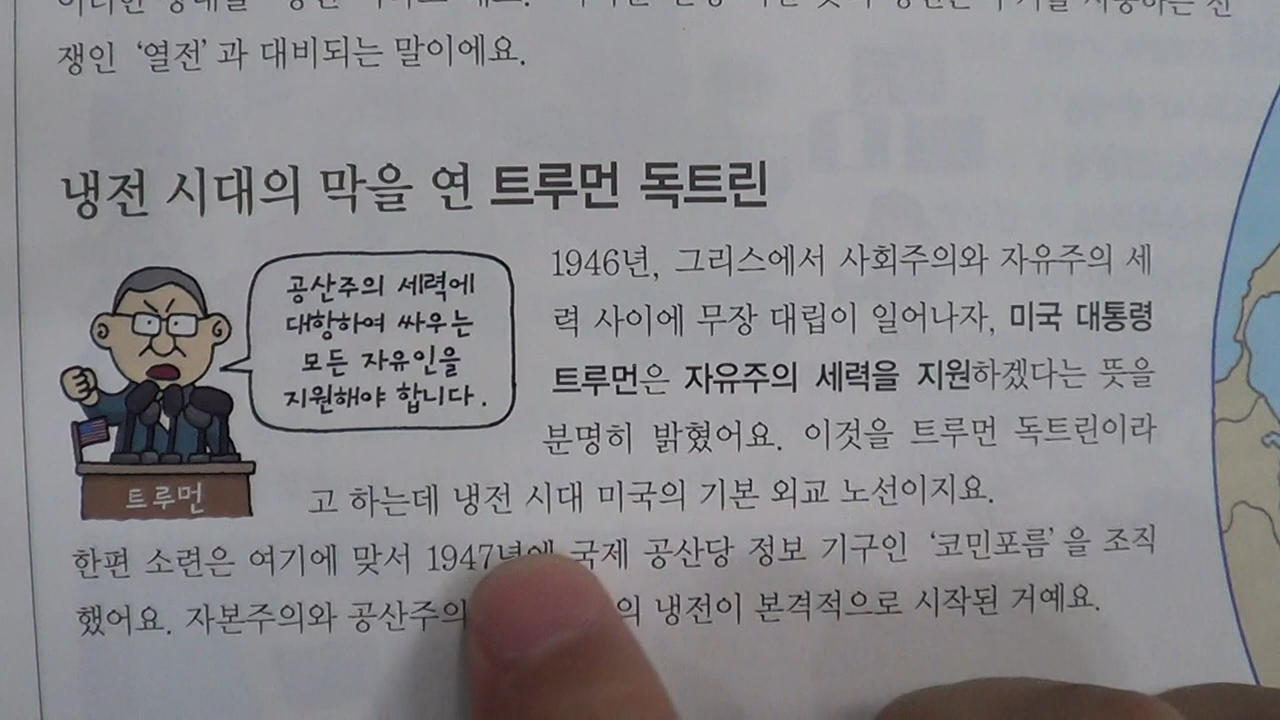 쟁인 ‘열전’과 대비되는 말이에요.
냉전 시대의 막을 연 트루먼 독트린
공산주의 세력에
대항하여 싸우는
모든 자유인을
지원해야 합니다.
트루먼
1946년, 그리스에서 사회주의와 자유주의 세
력 사이에 무장 대립이 일어나자, 미국 대통령
트루먼은 자유주의 세력을 지원하겠다는 뜻을
분명히 밝혔어요. 이것을 트루먼 독트린이라
고 하는데 냉전 시대 미국의 기본 외교 노선이지요.
한편 소련은 여기에 맞서 1947년에 국제 공산당 정보 기구인 ‘코민포름’을 조직
했어요. 자본주의와 공산주의 의 냉전이 본격적으로 시작된 거예요.